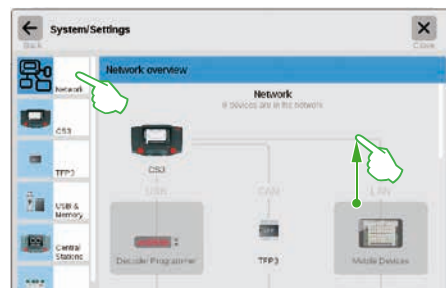 System/Settings
Back
Close
Network
Network overview
Network
8 devices are in the network
CS3
CS3
USB
CAN
LAN
TFP3
USB &
Memory
Central
Stations
Decoder Programmer
TFP3
Mobile Devices